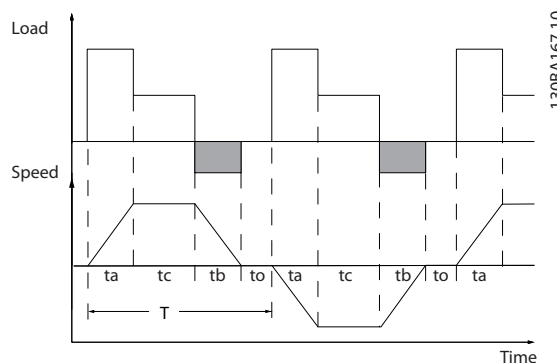 Load
130BA167.10
Speed
ta tc tb to ta tc tb to ta
T
Time